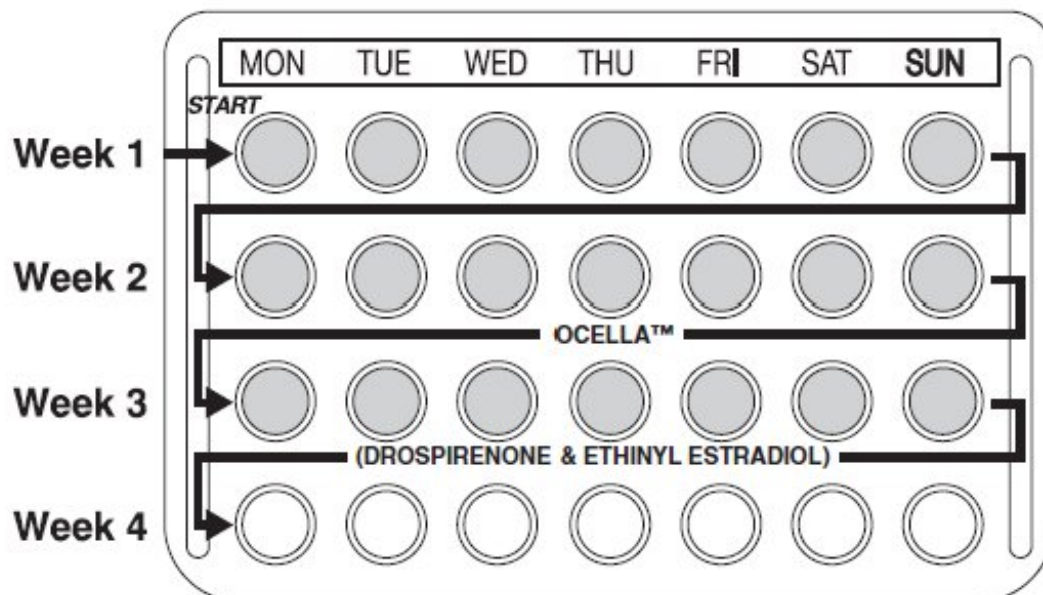 MON TUE WED THU FRI SAT SUN
START
Week 1
Week 2
OCELLA™
Week 3
(DROSPIRENONE & ETHINYL ESTRADIOL)
Week 4